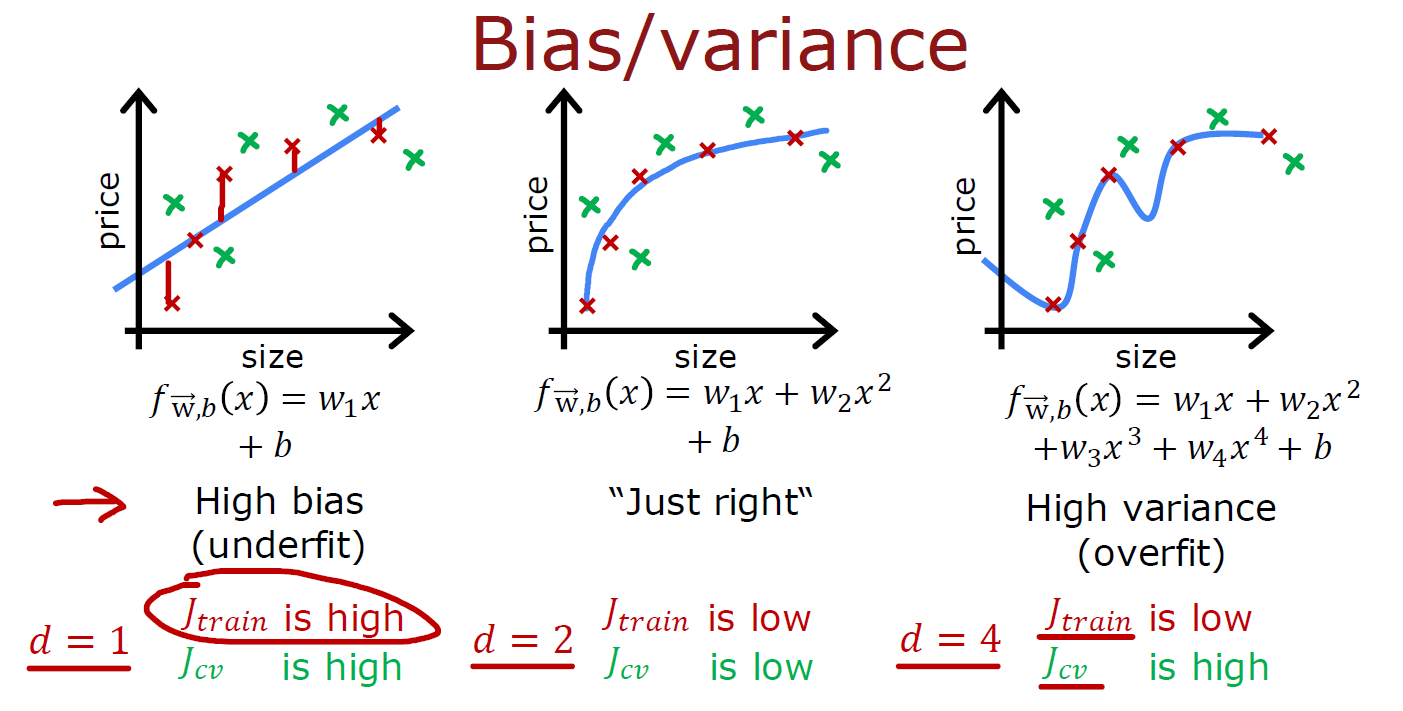 Bias/variance
price
size
f_{\vec{w},b}(x) = w_1x
+ b
High bias
(underfit)
d = 1
J_{train} is high
J_{cv} is high
price
size
f_{\vec{w},b}(x) = w_1x + w_2x^2
+ b
“Just right“
d = 2
J_{train} is low
J_{cv} is low
price
size
f_{\vec{w},b}(x) = w_1x + w_2x^2
+w_3x^3 + w_4x^4 + b
High variance
(overfit)
d = 4
J_{train} is low
J_{cv} is high